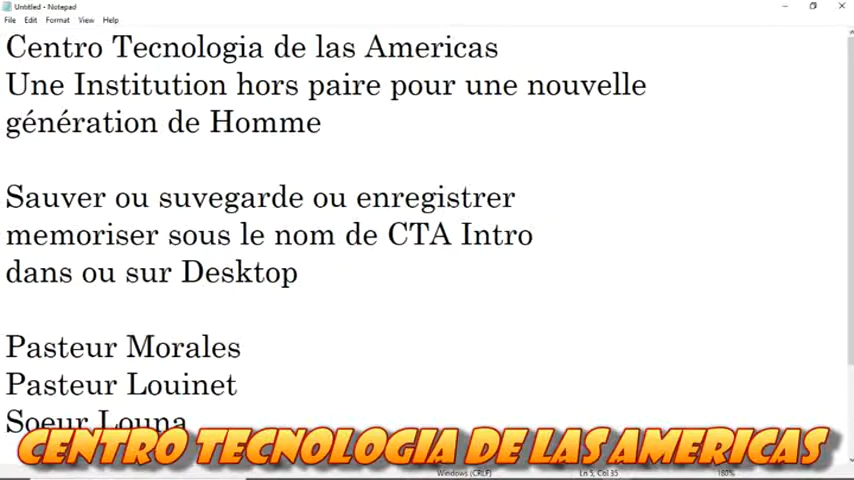 Untitled - Notepad
File Edit Format View Help
Centro Tecnologia de las Americas
Une Institution hors paire pour une nouvelle
génération de Homme
Sauver ou suvegarde ou enregistrer
memoriser sous le nom de CTA Intro
dans ou sur Desktop
Pasteur Morales
Pasteur Louinet
Soeur Louna
CENTRO TECNOLOGIA DE LAS AMERICAS
Windows (CRLF) Ln 5, Col 35 180%